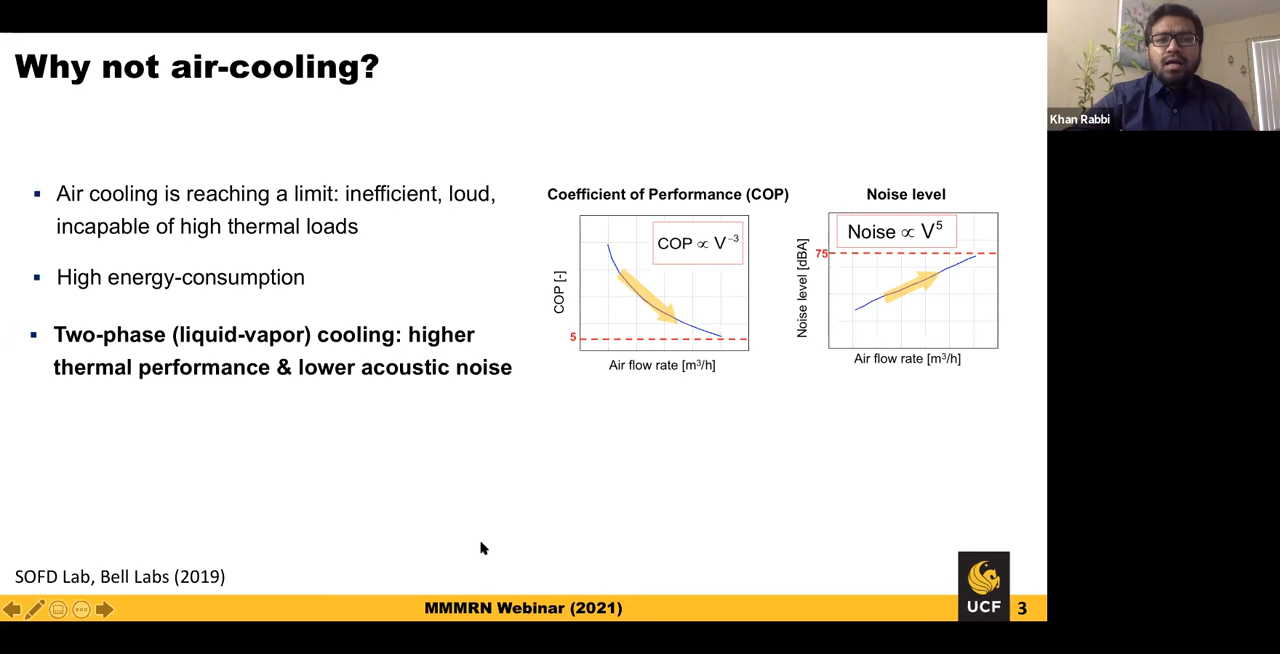 Why not air-cooling?
Khan Rabbi
▪ Air cooling is reaching a limit: inefficient, loud,
incapable of high thermal loads
▪ High energy-consumption
▪ Two-phase (liquid-vapor) cooling: higher
thermal performance & lower acoustic noise
Coefficient of Performance (COP)
COP ∝ V⁻³
COP [-]
5
Air flow rate [m³/h]
Noise level
Noise ∝ V⁵
75
Noise level [dBA]
Air flow rate [m³/h]
SOFD Lab, Bell Labs (2019)
MMMRN Webinar (2021)
UCF
3